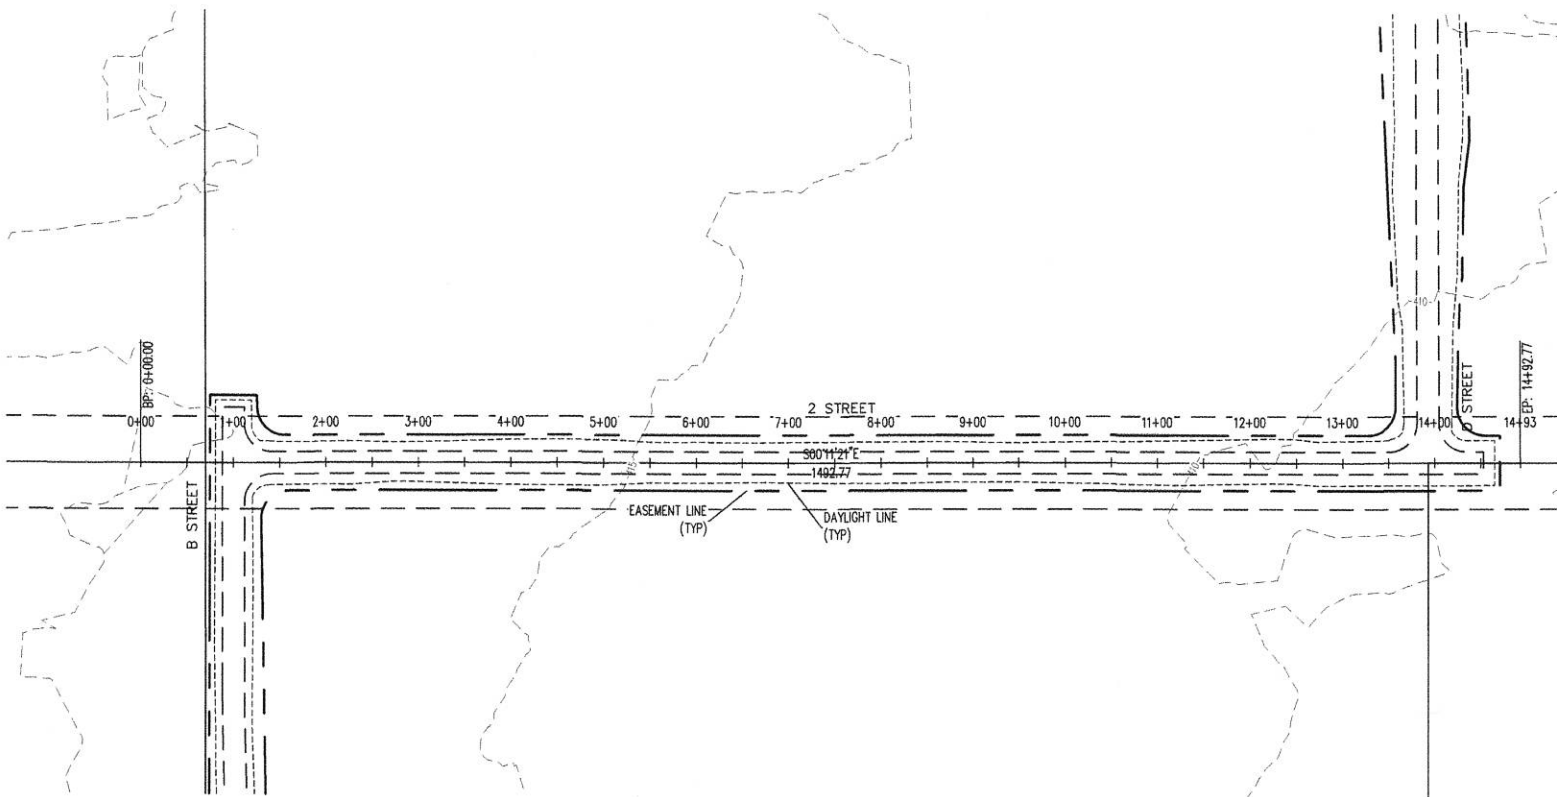 BP: 0+00.00
0+00
1+00
2+00
3+00
4+00
5+00
6+00
7+00
8+00
9+00
10+00
11+00
12+00
13+00
14+00
14+93
2 STREET
S00°11'21"E
1492.77
B STREET
D STREET
EP: 14+92.77
EASEMENT LINE
(TYP)
DAYLIGHT LINE
(TYP)
410